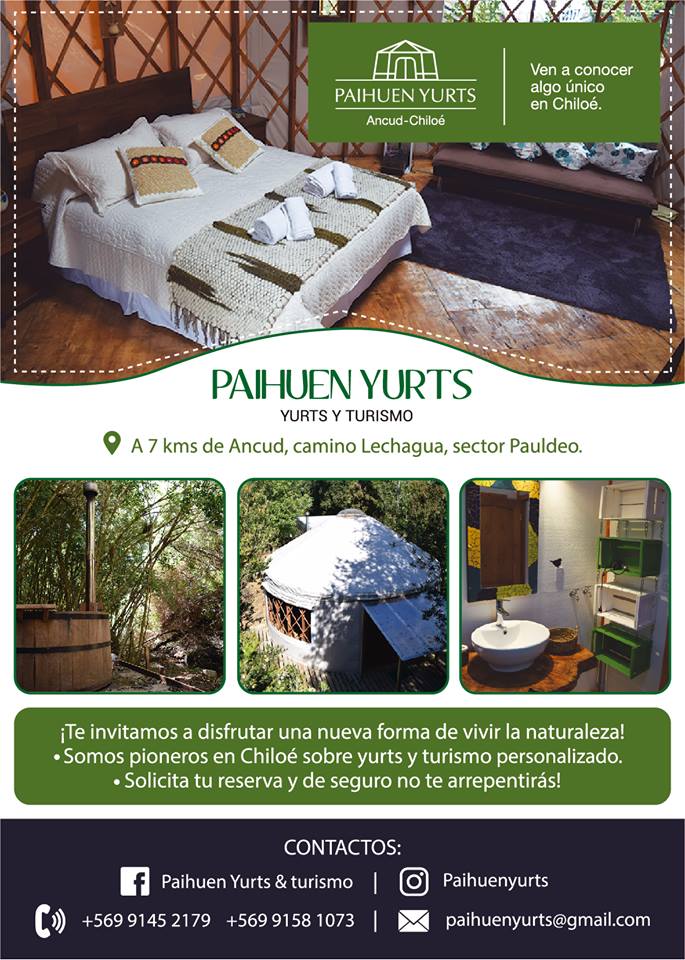 PAIHUEN YURTS
Ancud-Chiloé
Ven a conocer
algo único
en Chiloé.
PAIHUEN YURTS
YURTS Y TURISMO
A 7 kms de Ancud, camino Lechagua, sector Pauldeo.
¡Te invitamos a disfrutar una nueva forma de vivir la naturaleza!
• Somos pioneros en Chiloé sobre yurts y turismo personalizado.
• Solicita tu reserva y de seguro no te arrepentirás!
CONTACTOS:
Paihuen Yurts & turismo | Paihuenyurts
+569 9145 2179 +569 9158 1073 | paihuenyurts@gmail.com